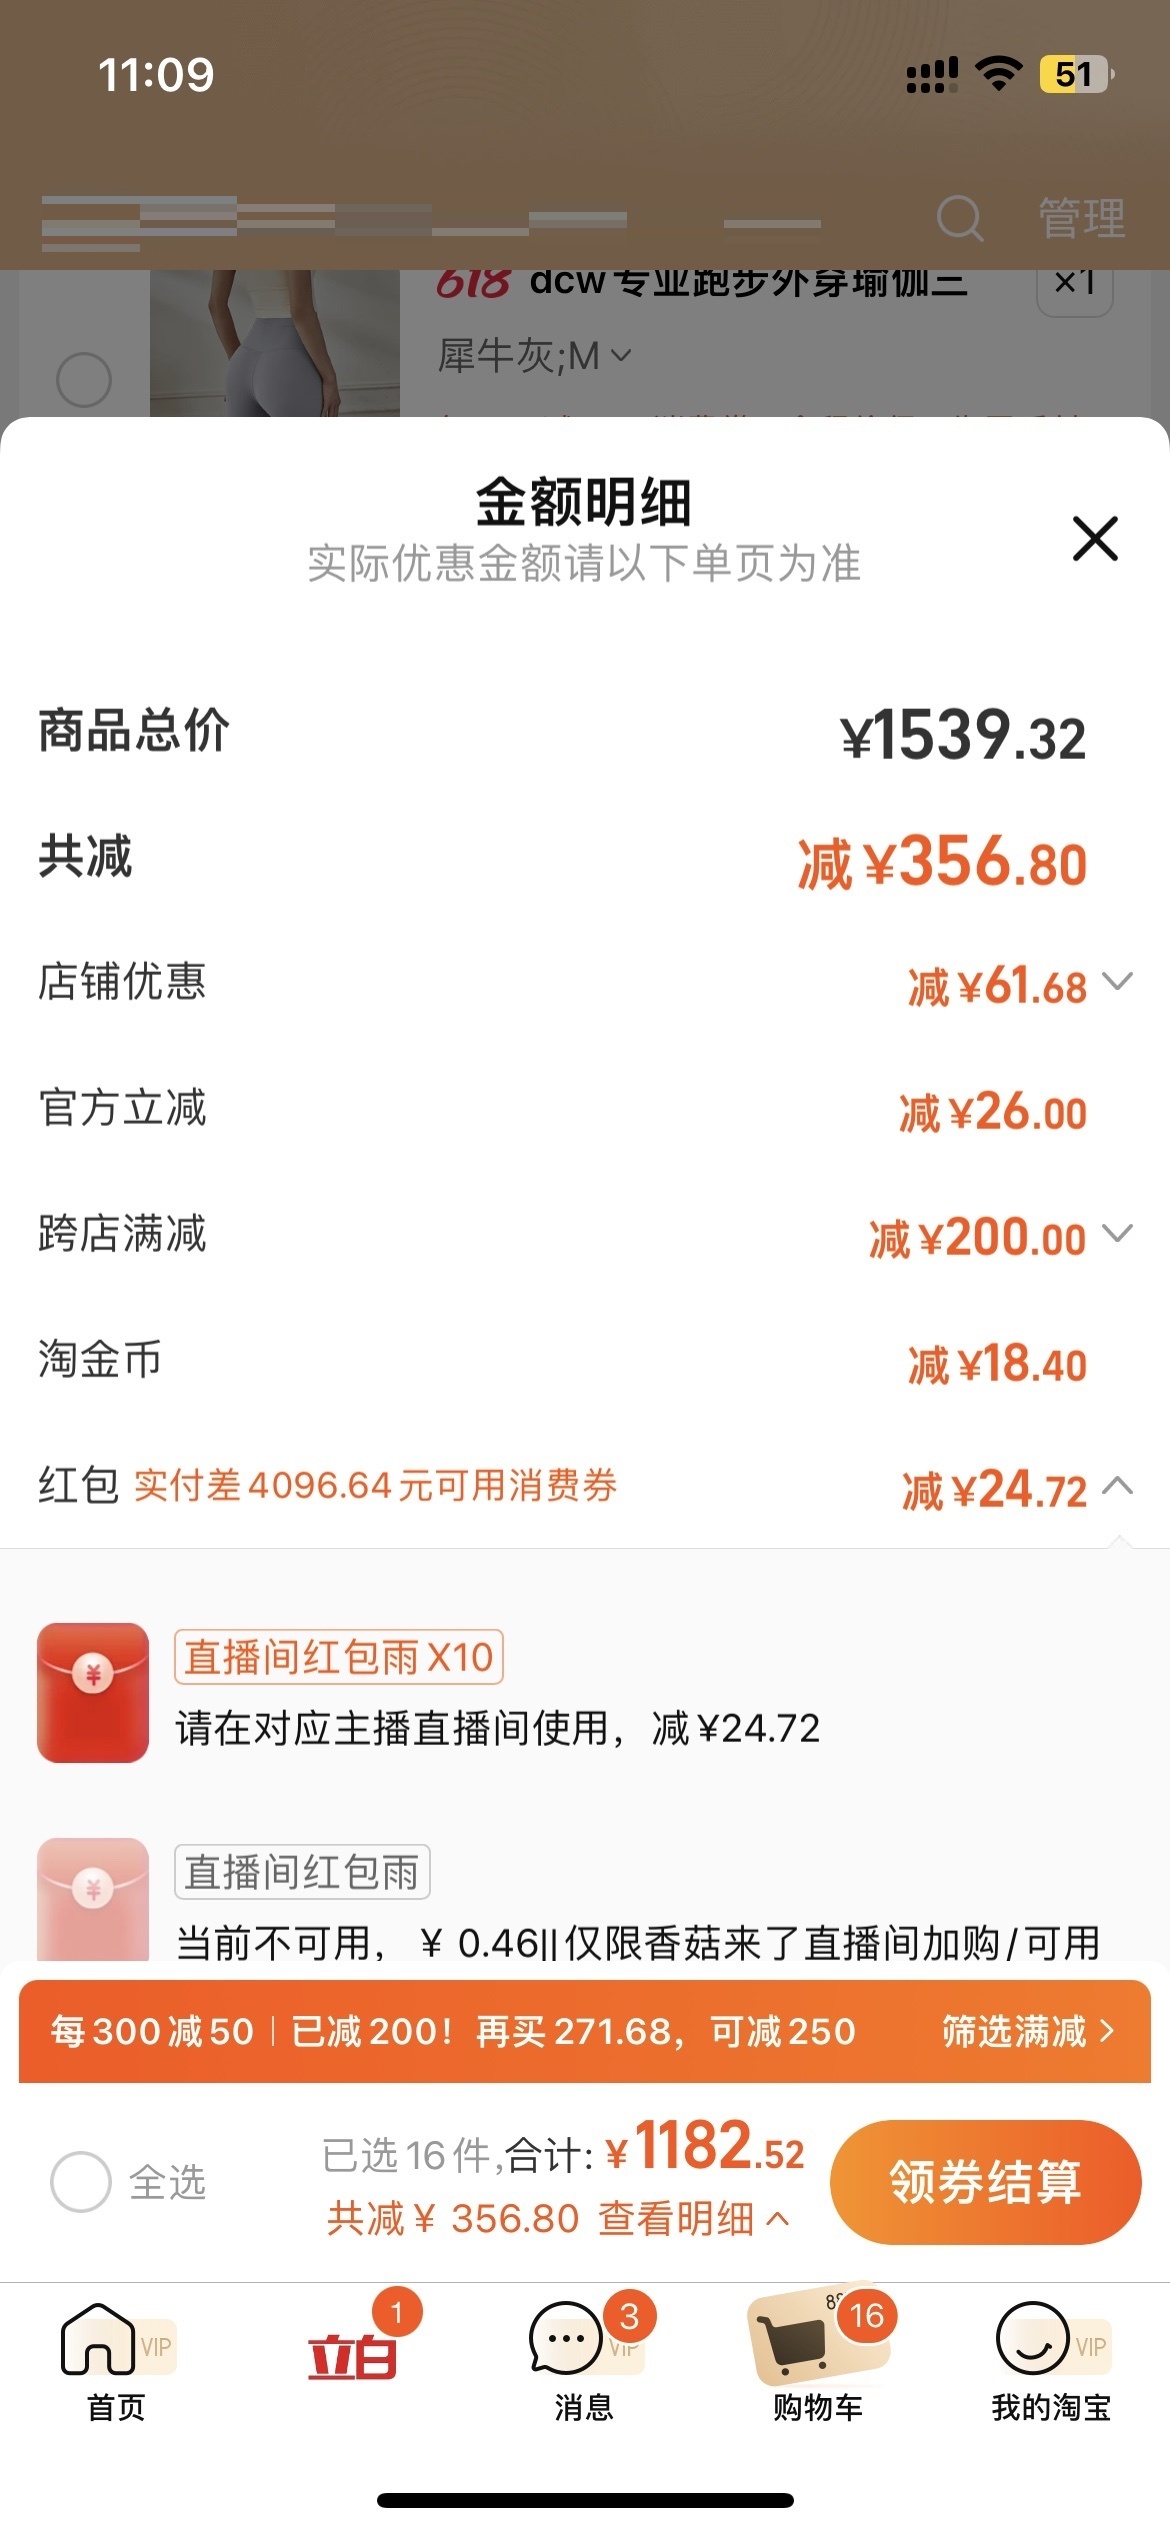 11:09
51
管理
618 dcw专业跑步外穿瑜伽三
×1
犀牛灰;M
金额明细
实际优惠金额请以下单页为准
商品总价
¥1539.32
共减
减 ¥356.80
店铺优惠
减 ¥61.68
官方立减
减 ¥26.00
跨店满减
减 ¥200.00
淘金币
减 ¥18.40
红包 实付差4096.64元可用消费券
减 ¥24.72
直播间红包雨X10
请在对应主播直播间使用，减¥24.72
直播间红包雨
当前不可用，￥0.46||仅限香菇来了直播间加购/可用
每300减50｜已减200！再买271.68，可减250
筛选满减
全选
已选16件,合计:¥1182.52
共减￥356.80 查看明细
领券结算
VIP
首页
立白
1
3
VIP
消息
16
购物车
VIP
我的淘宝